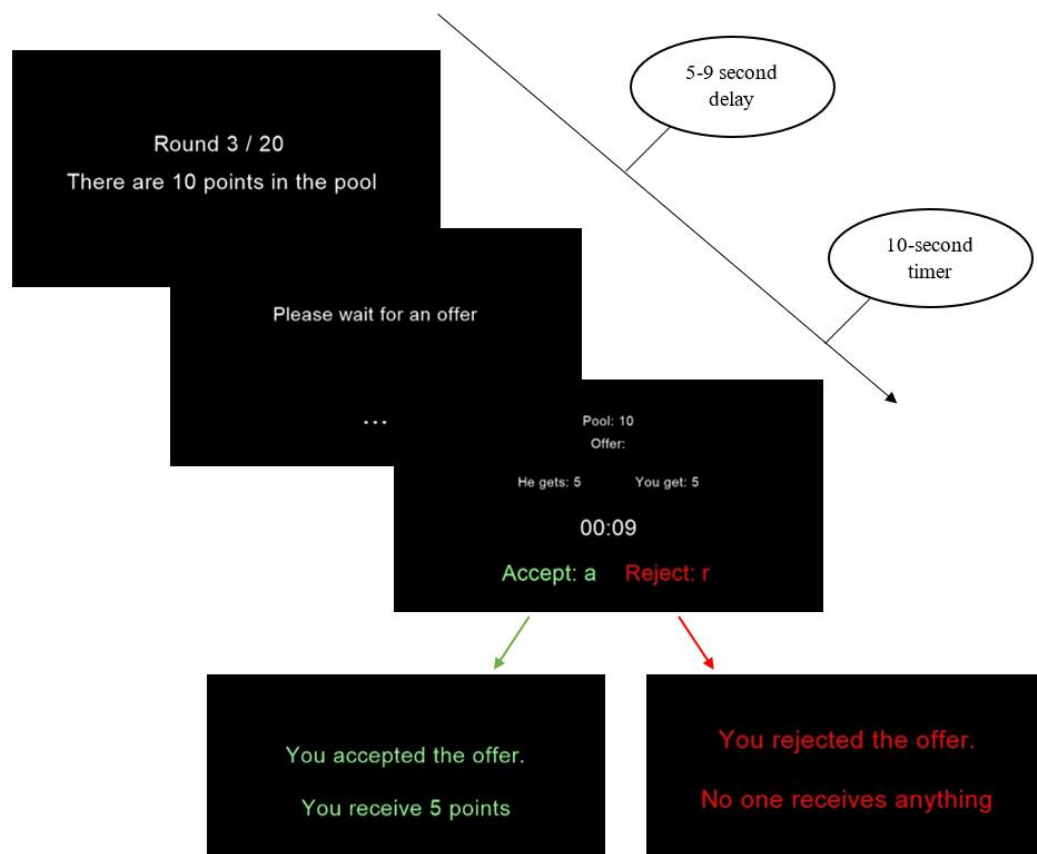 5-9 second
delay
Round 3 / 20
There are 10 points in the pool
10-second
timer
Please wait for an offer
...
Pool: 10
Offer:
He gets: 5 You get: 5
00:09
Accept: a Reject: r
You accepted the offer.
You receive 5 points
You rejected the offer.
No one receives anything